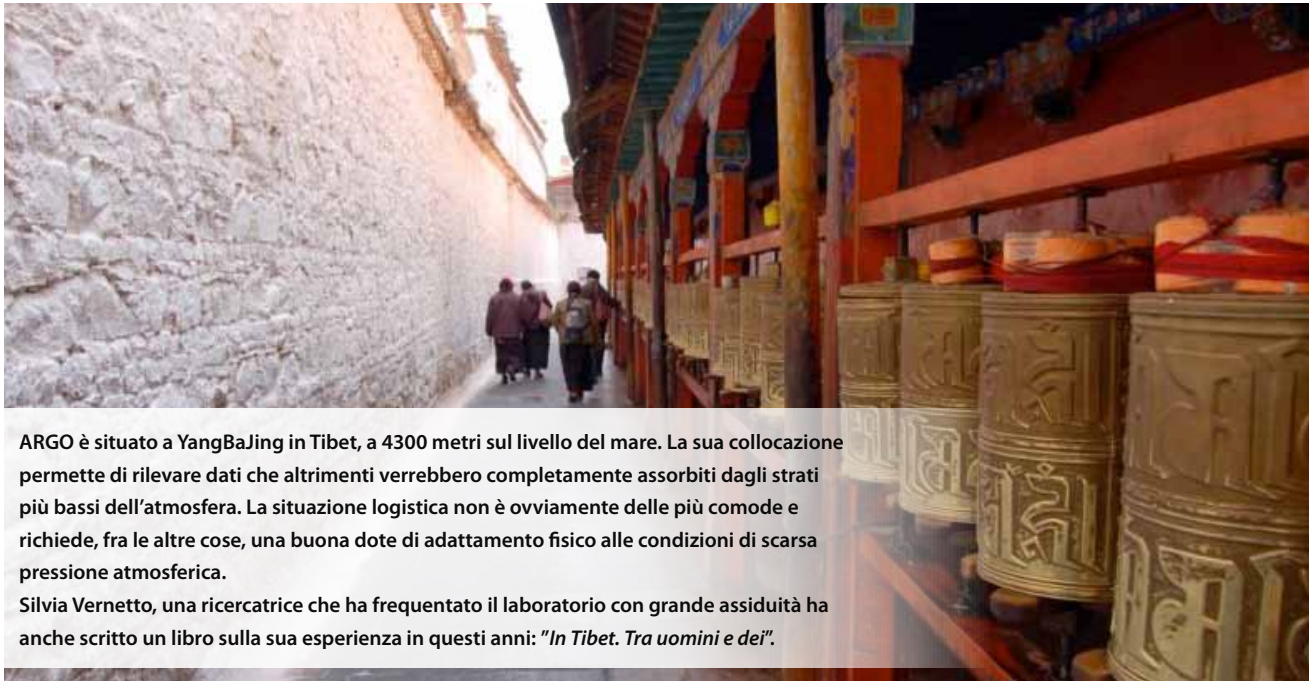 ARGO è situato a YangBaJing in Tibet, a 4300 metri sul livello del mare. La sua collocazione
permette di rilevare dati che altrimenti verrebbero completamente assorbiti dagli strati
più bassi dell’atmosfera. La situazione logistica non è ovviamente delle più comode e
richiede, fra le altre cose, una buona dote di adattamento fisico alle condizioni di scarsa
pressione atmosferica.
Silvia Vernetto, una ricercatrice che ha frequentato il laboratorio con grande assiduità ha
anche scritto un libro sulla sua esperienza in questi anni: ”In Tibet. Tra uomini e dei”.